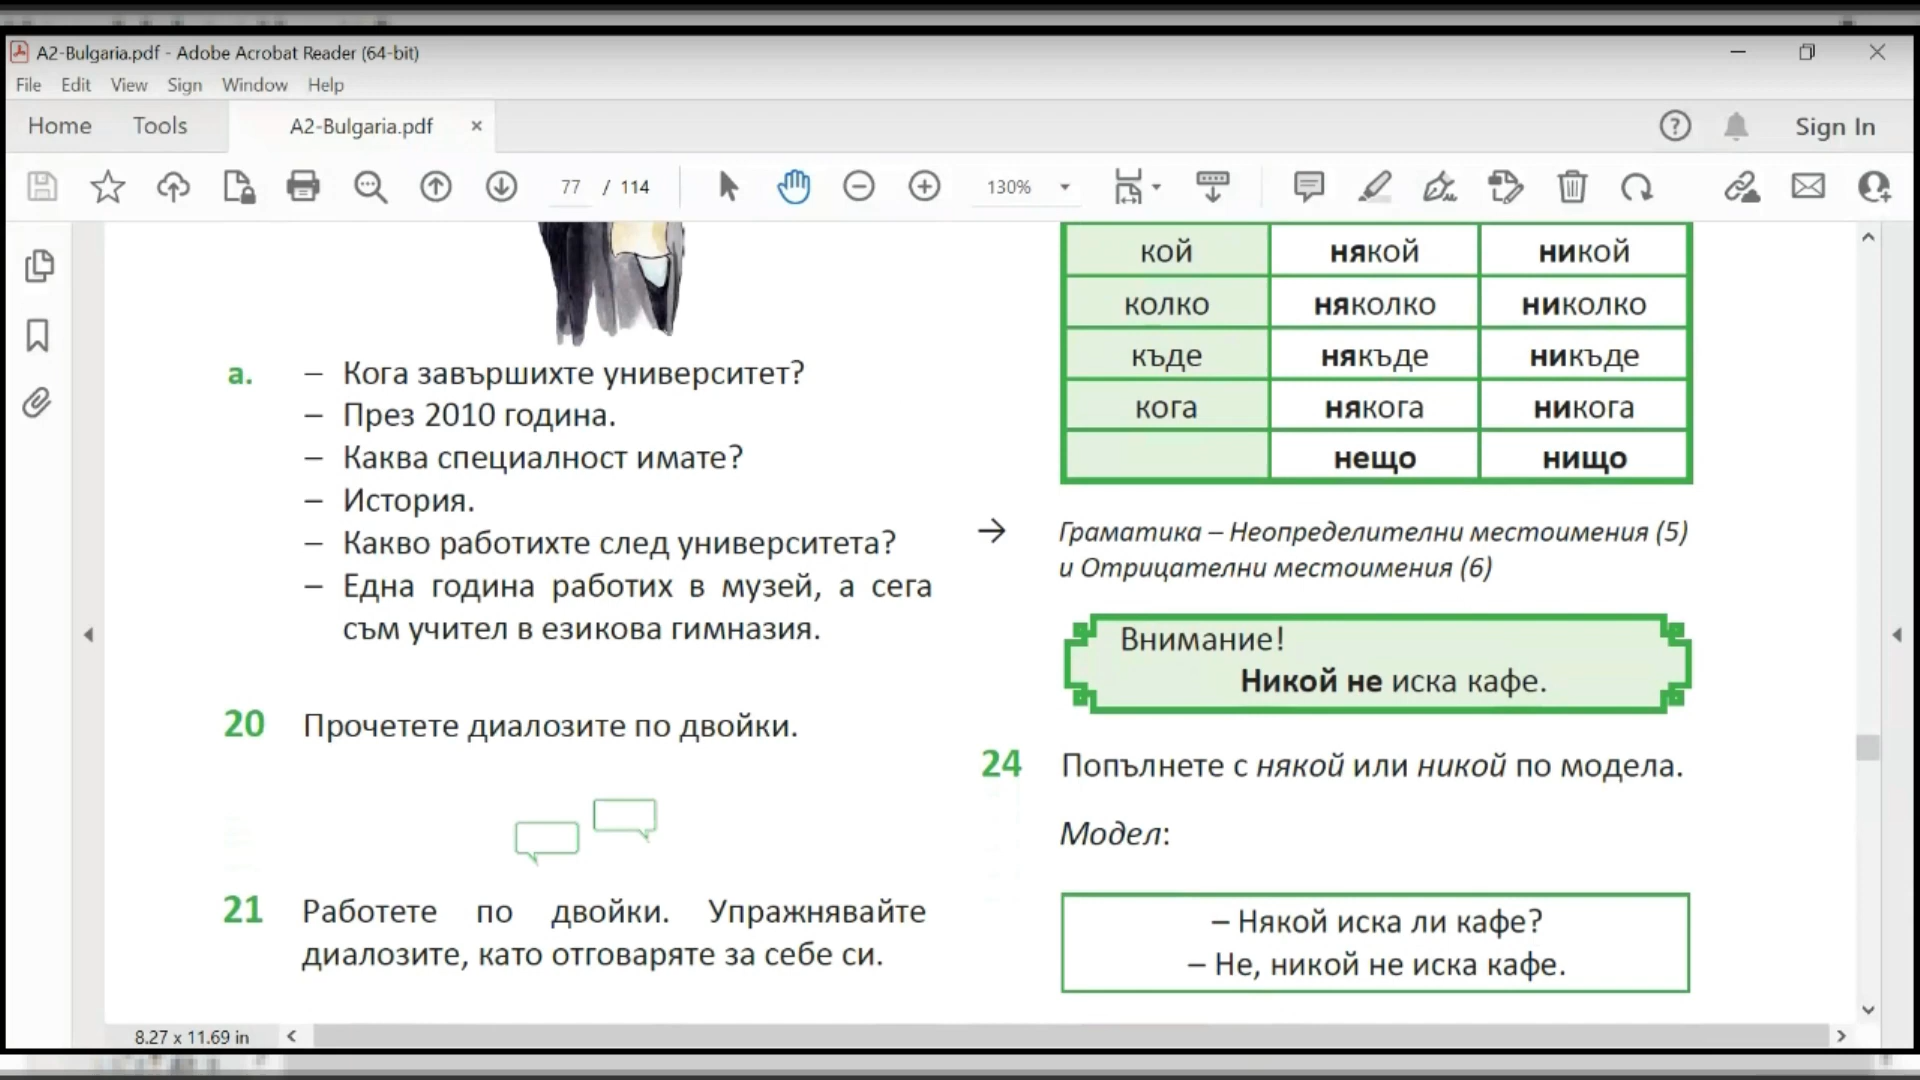 A2-Bulgaria.pdf - Adobe Acrobat Reader (64-bit)
File Edit View Sign Window Help
Home Tools A2-Bulgaria.pdf × Sign In
77 / 114 130%
а. – Кога завършихте университет?
– През 2010 година.
– Каква специалност имате?
– История.
– Какво работихте след университета?
– Една година работих в музей, а сега
съм учител в езикова гимназия.
20 Прочетете диалозите по двойки.
21 Работете по двойки. Упражнявайте
диалозите, като отговаряте за себе си.
кой някой никой
колко няколко николко
къде някъде никъде
кога някога никога
нещо нищо
→ Граматика – Неопределителни местоимения (5)
и Отрицателни местоимения (6)
Внимание!
Никой не иска кафе.
24 Попълнете с някой или никой по модела.
Модел:
– Някой иска ли кафе?
– Не, никой не иска кафе.
8.27 x 11.69 in